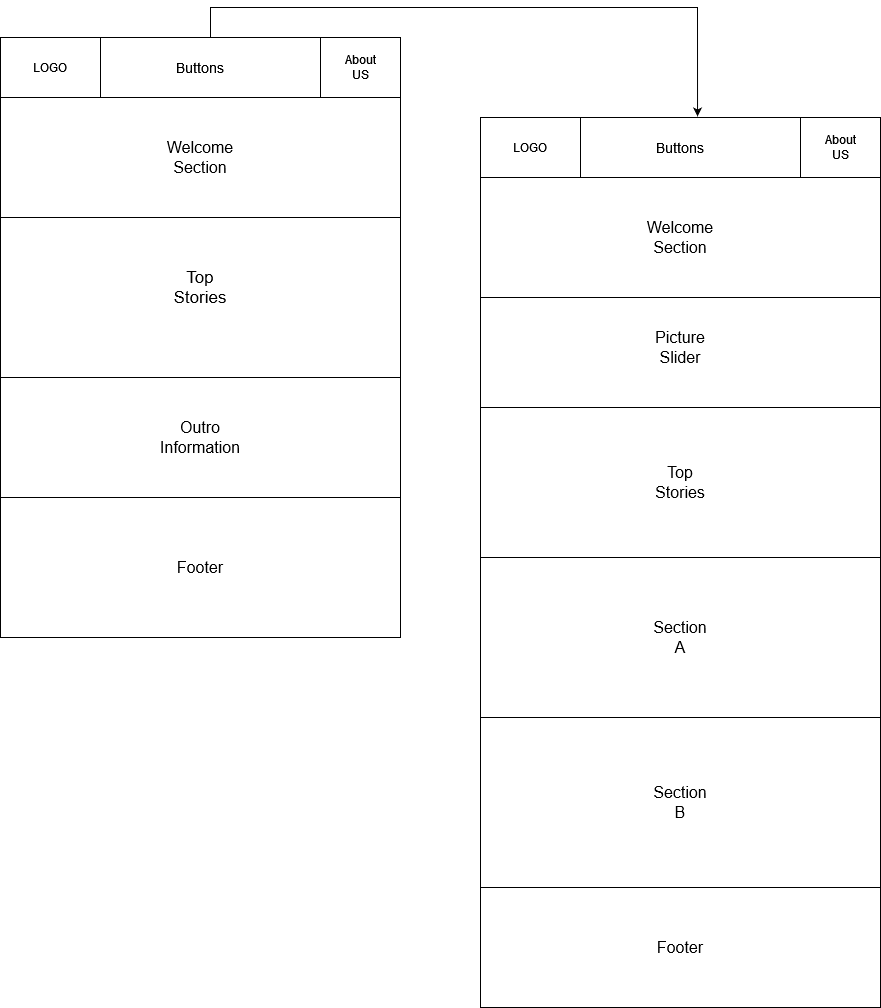 LOGO
Buttons
About
US
Welcome
Section
Top
Stories
Outro
Information
Footer
LOGO
Buttons
About
US
Welcome
Section
Picture
Slider
Top
Stories
Section
A
Section
B
Footer